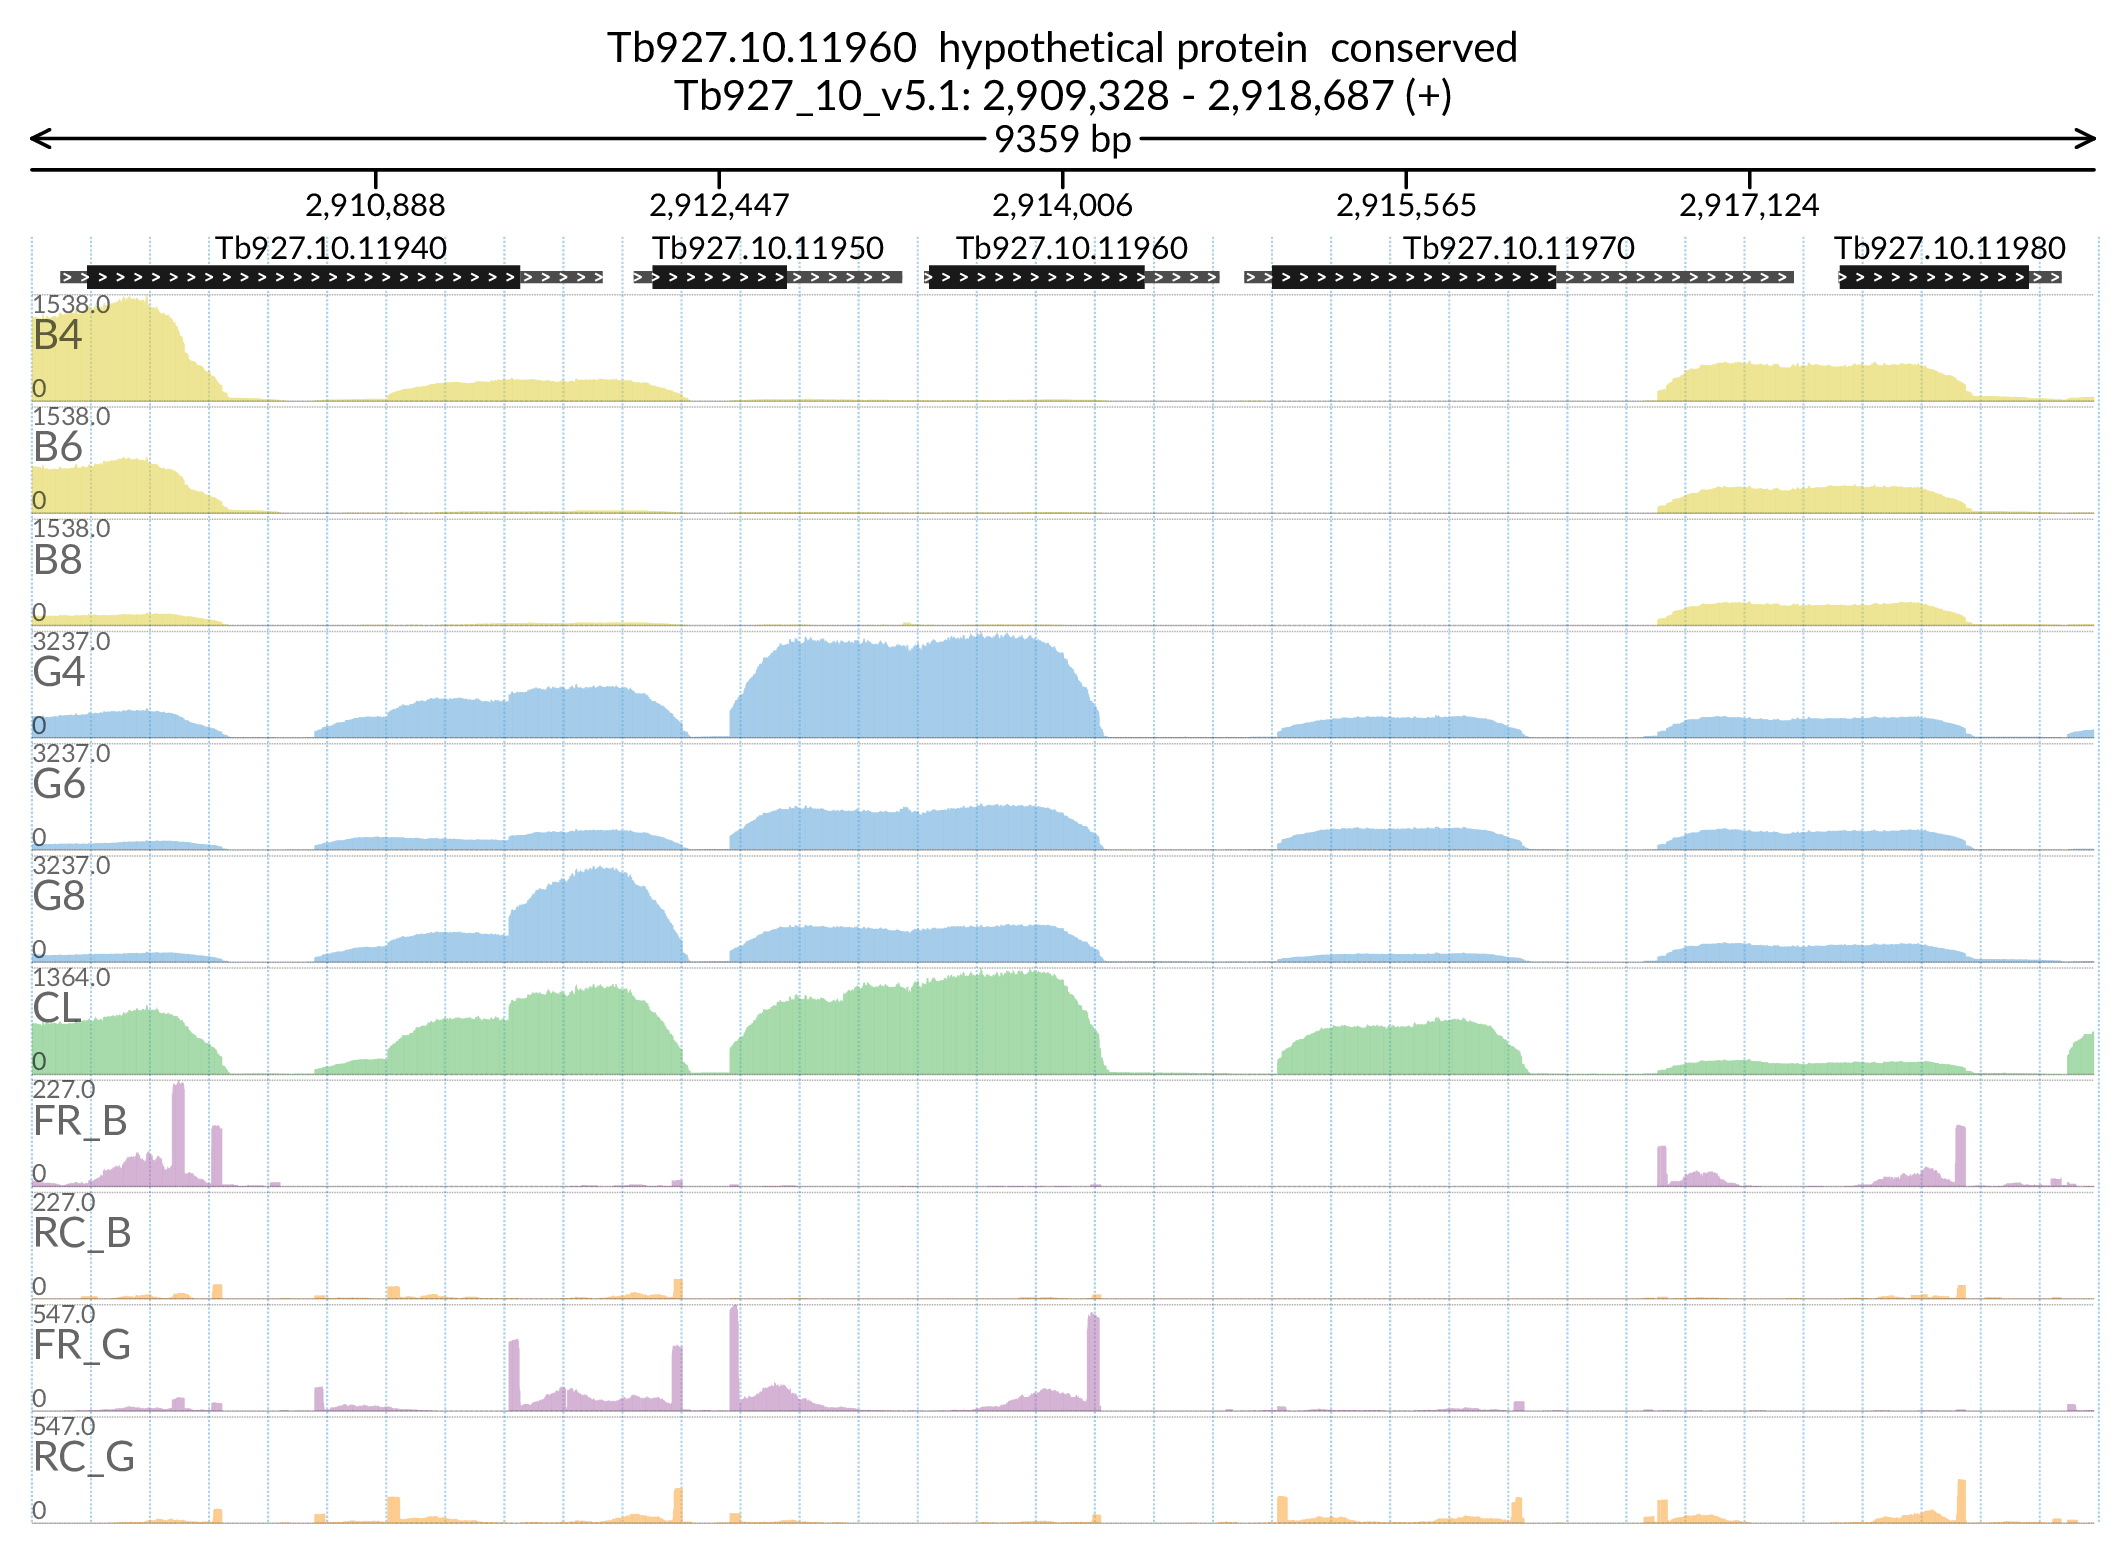 Tb927.10.11960  hypothetical protein  conserved
Tb927_10_v5.1: 2,909,328 - 2,918,687 (+)
9359 bp
2,910,888 2,912,447 2,914,006 2,915,565 2,917,124
Tb927.10.11940 Tb927.10.11950 Tb927.10.11960 Tb927.10.11970 Tb927.10.11980
1538.0
B4
0
1538.0
B6
0
1538.0
B8
0
3237.0
G4
0
3237.0
G6
0
3237.0
G8
0
1364.0
CL
0
227.0
FR_B
0
227.0
RC_B
0
547.0
FR_G
0
547.0
RC_G
0